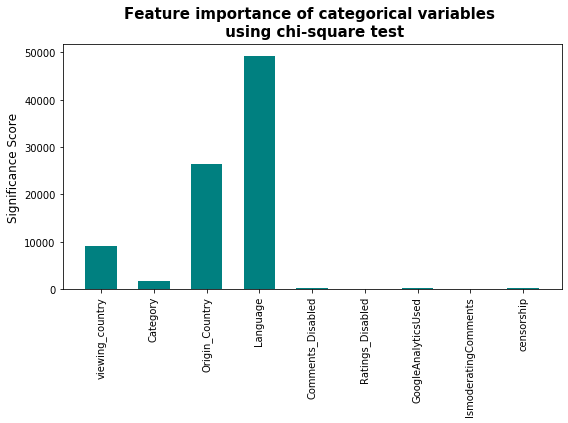 Feature importance of categorical variables
using chi-square test
Significance Score
50000
40000
30000
20000
10000
0
viewing_country
Category
Origin_Country
Language
Comments_Disabled
Ratings_Disabled
GoogleAnalyticsUsed
IsmoderatingComments
censorship